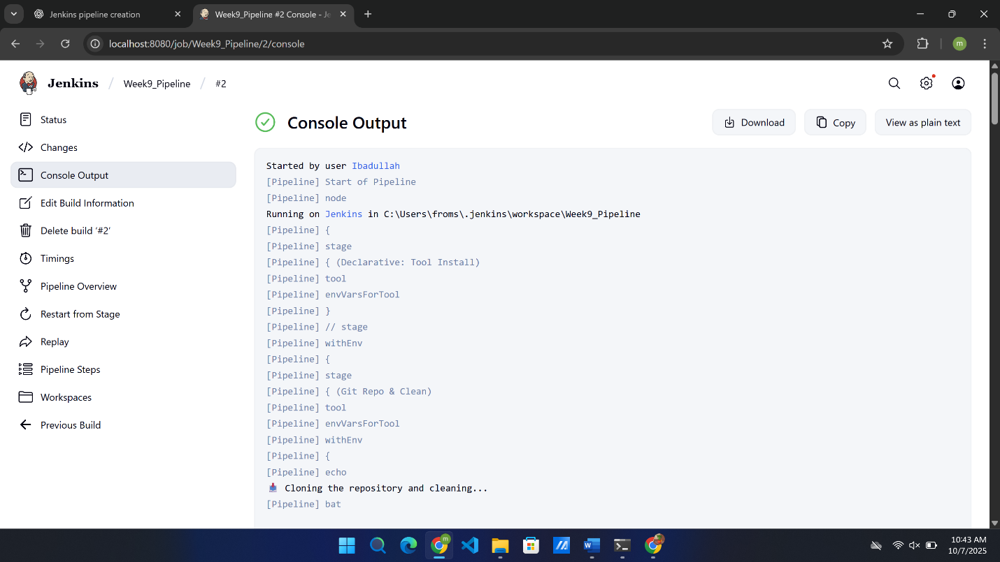 Jenkins pipeline creation
Week9_Pipeline #2 Console - Je
localhost:8080/job/Week9_Pipeline/2/console
m
Jenkins / Week9_Pipeline / #2
Status
Changes
Console Output
Edit Build Information
Delete build ‘#2’
Timings
Pipeline Overview
Restart from Stage
Replay
Pipeline Steps
Workspaces
Previous Build
Console Output
Download
Copy
View as plain text
Started by user Ibadullah
[Pipeline] Start of Pipeline
[Pipeline] node
Running on Jenkins in C:\Users\froms\.jenkins\workspace\Week9_Pipeline
[Pipeline] {
[Pipeline] stage
[Pipeline] { (Declarative: Tool Install)
[Pipeline] tool
[Pipeline] envVarsForTool
[Pipeline] }
[Pipeline] // stage
[Pipeline] withEnv
[Pipeline] {
[Pipeline] stage
[Pipeline] { (Git Repo & Clean)
[Pipeline] tool
[Pipeline] envVarsForTool
[Pipeline] withEnv
[Pipeline] {
[Pipeline] echo
📥 Cloning the repository and cleaning...
[Pipeline] bat
10:43 AM
10/7/2025